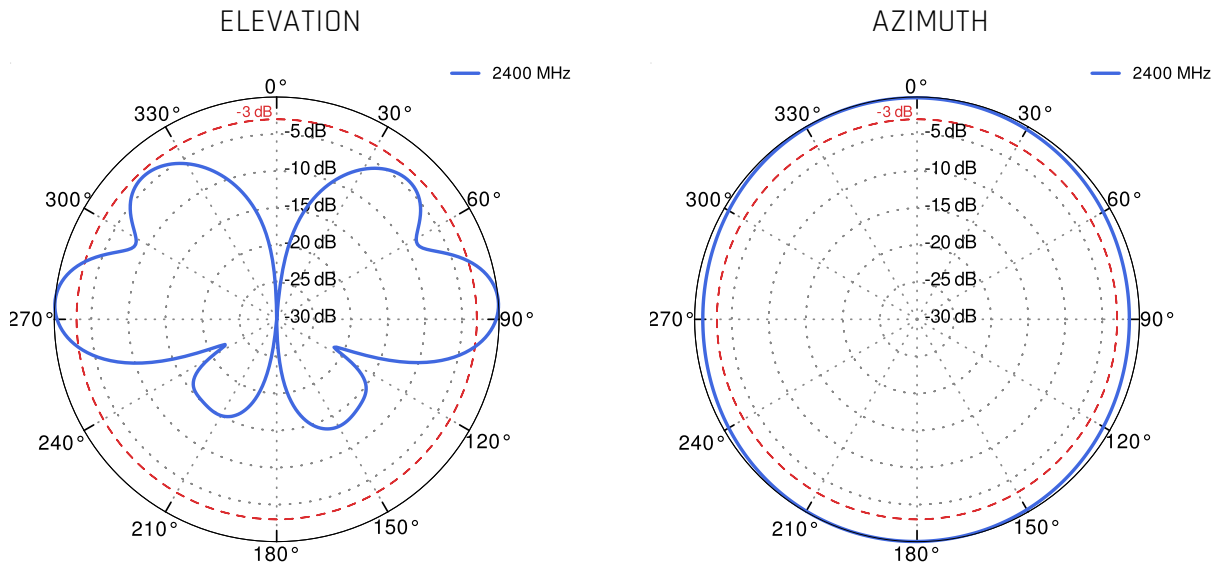 ELEVATION
2400 MHz
0°
330°
-3 dB
30°
-5 dB
-10 dB
300°
60°
-15 dB
-20 dB
-25 dB
270°
-30 dB
90°
240°
120°
210°
150°
180°
AZIMUTH
2400 MHz
0°
330°
-3 dB
30°
-5dB
-10 dB
300°
60°
-15 dB
-20 dB
-25 dB
270°
-30 dB
90°
240°
120°
210°
150°
180°